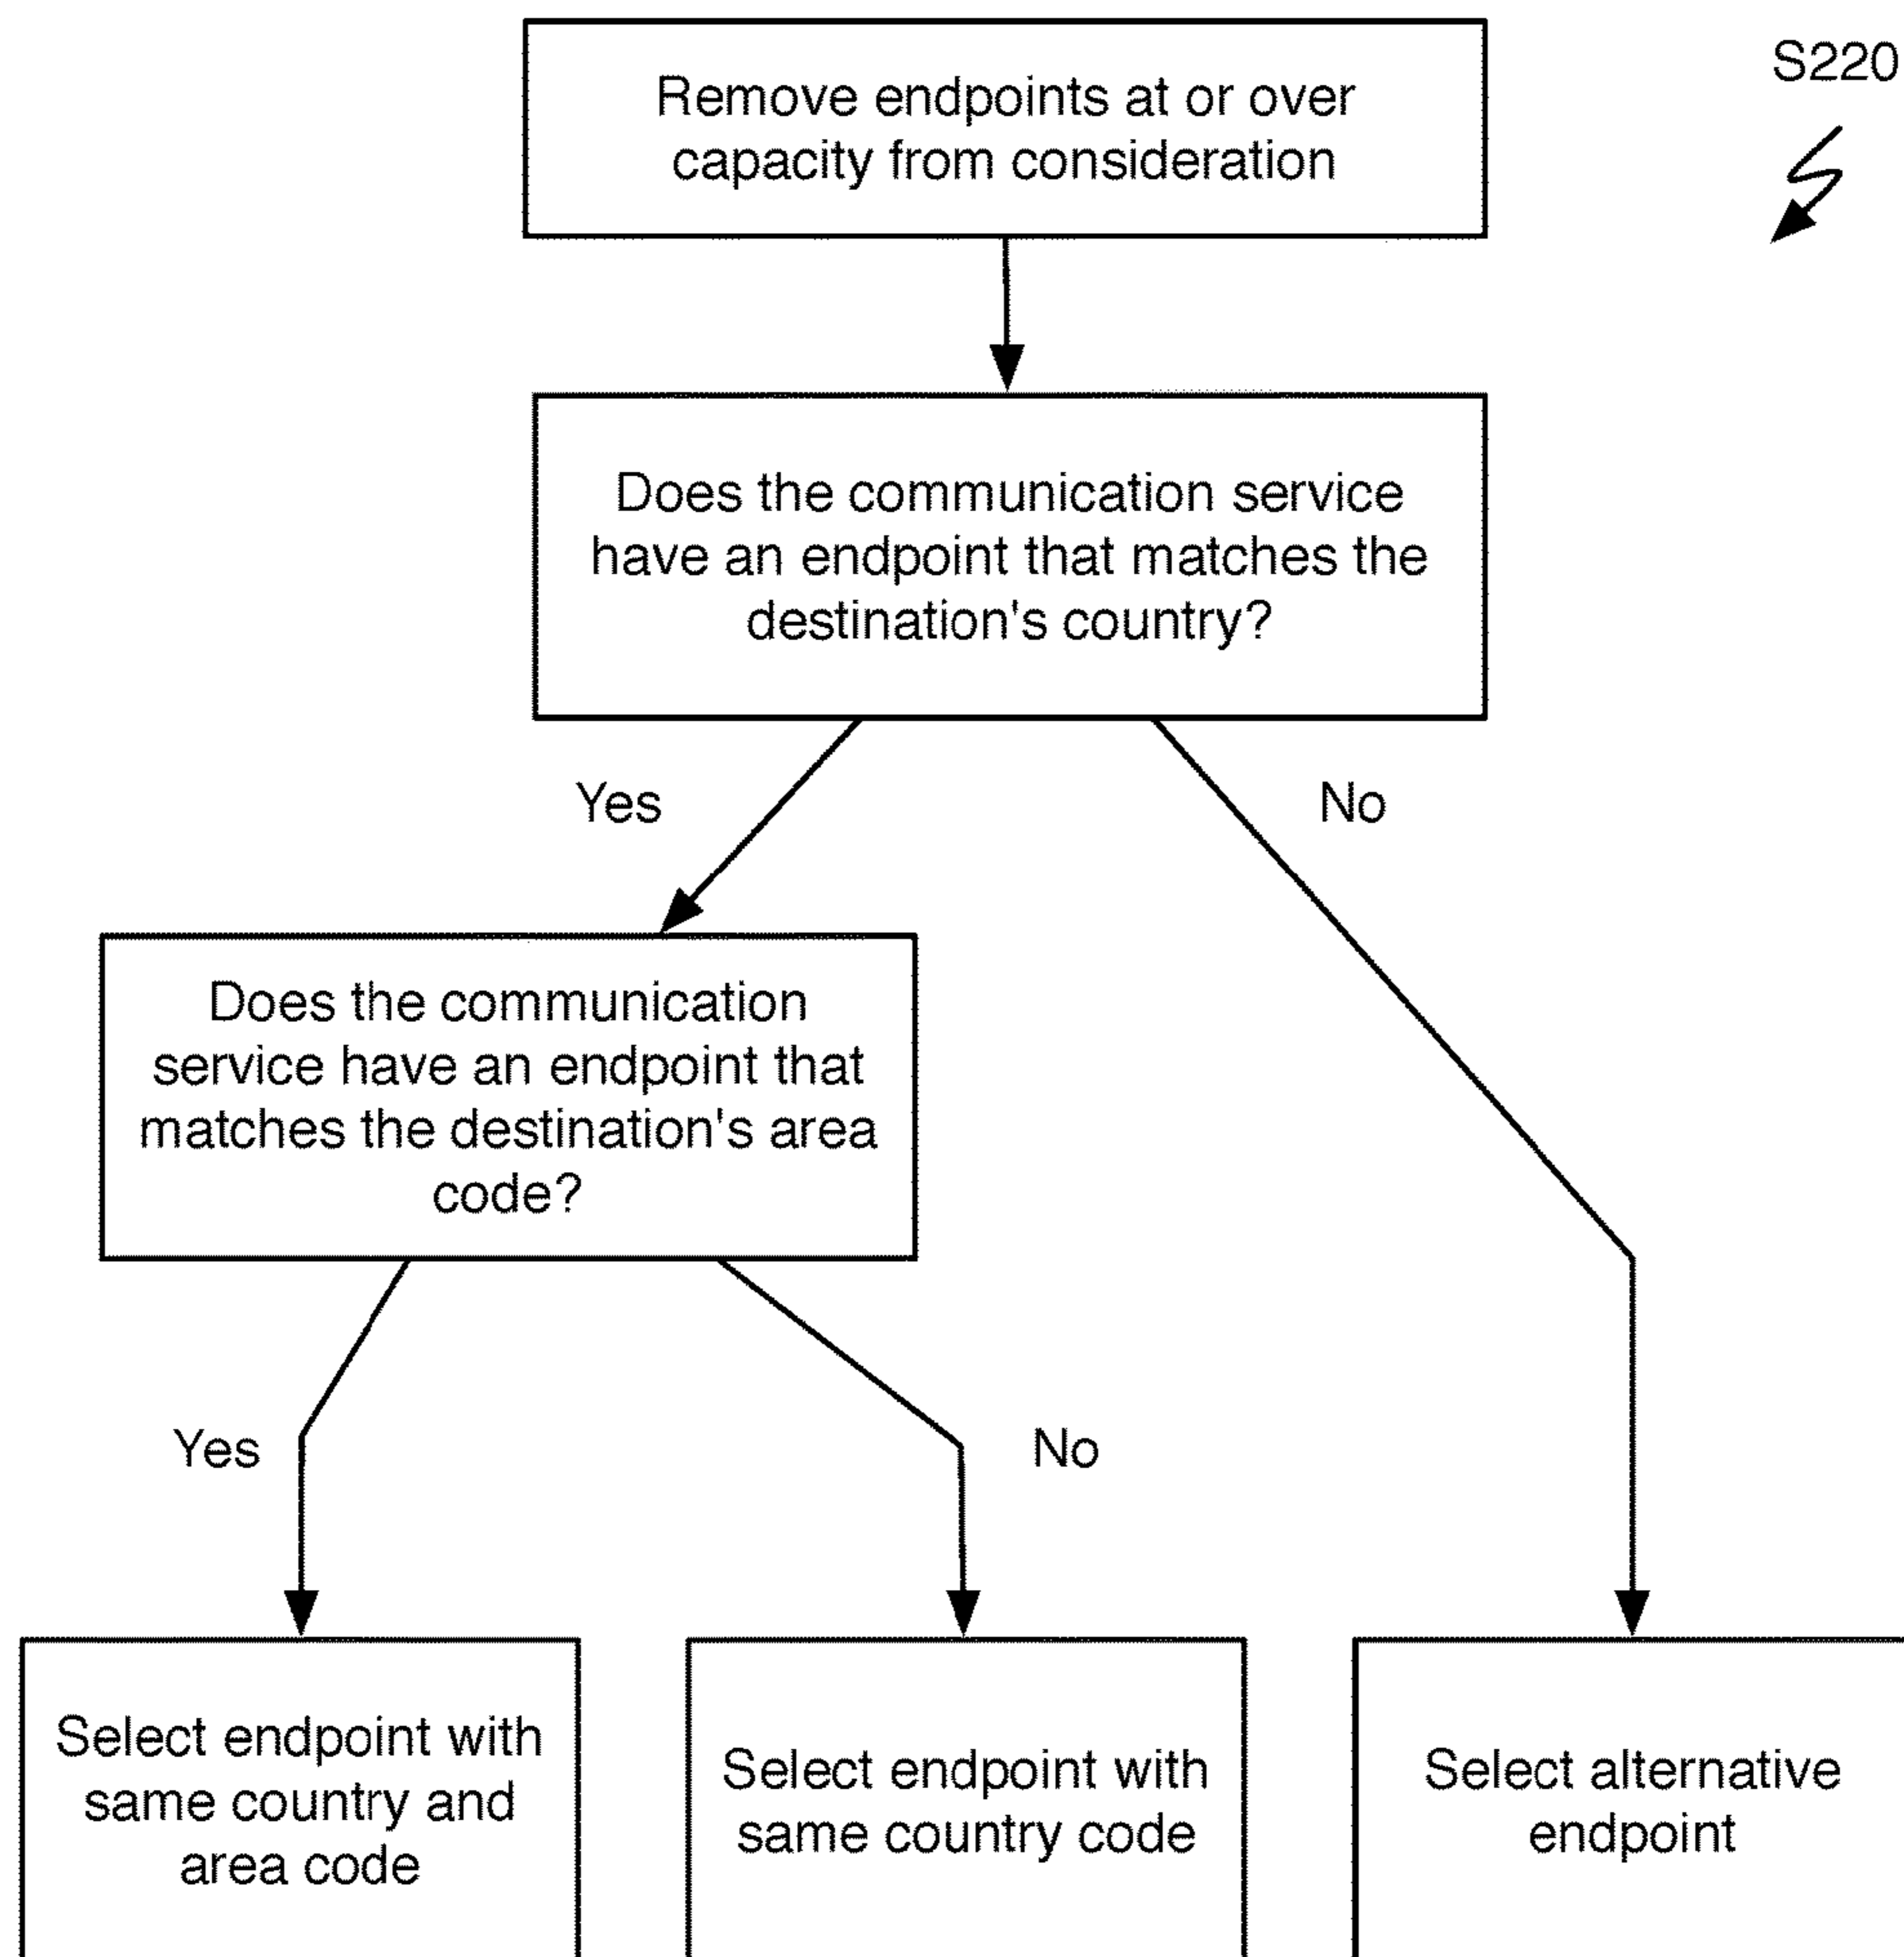 Remove endpoints at or over
capacity from consideration
S220
Does the communication service
have an endpoint that matches the
destination's country?
Yes
No
Does the communication
service have an endpoint that
matches the destination's area
code?
Yes
No
Select endpoint with
same country and
area code
Select endpoint with
same country code
Select alternative
endpoint